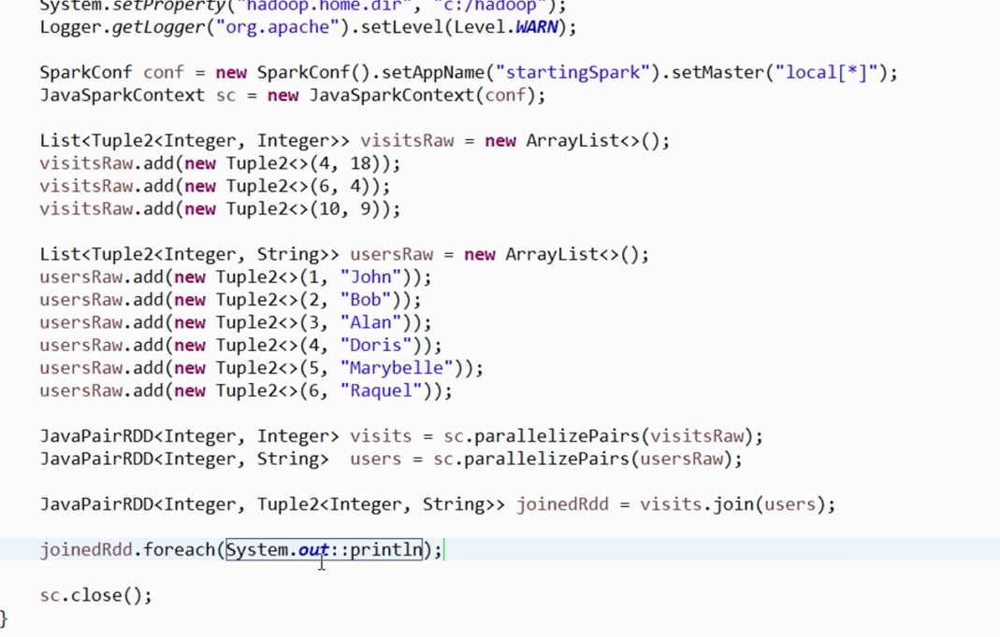 System.setProperty("hadoop.home.dir", "c:/hadoop");
Logger.getLogger("org.apache").setLevel(Level.WARN);
SparkConf conf = new SparkConf().setAppName("startingSpark").setMaster("local[*]");
JavaSparkContext sc = new JavaSparkContext(conf);
List<Tuple2<Integer, Integer>> visitsRaw = new ArrayList<>();
visitsRaw.add(new Tuple2<>(4, 18));
visitsRaw.add(new Tuple2<>(6, 4));
visitsRaw.add(new Tuple2<>(10, 9));
List<Tuple2<Integer, String>> usersRaw = new ArrayList<>();
usersRaw.add(new Tuple2<>(1, "John"));
usersRaw.add(new Tuple2<>(2, "Bob"));
usersRaw.add(new Tuple2<>(3, "Alan"));
usersRaw.add(new Tuple2<>(4, "Doris"));
usersRaw.add(new Tuple2<>(5, "Marybelle"));
usersRaw.add(new Tuple2<>(6, "Raquel"));
JavaPairRDD<Integer, Integer> visits = sc.parallelizePairs(visitsRaw);
JavaPairRDD<Integer, String>  users = sc.parallelizePairs(usersRaw);
JavaPairRDD<Integer, Tuple2<Integer, String>> joinedRdd = visits.join(users);
joinedRdd.foreach(System.out::println);
sc.close();
}